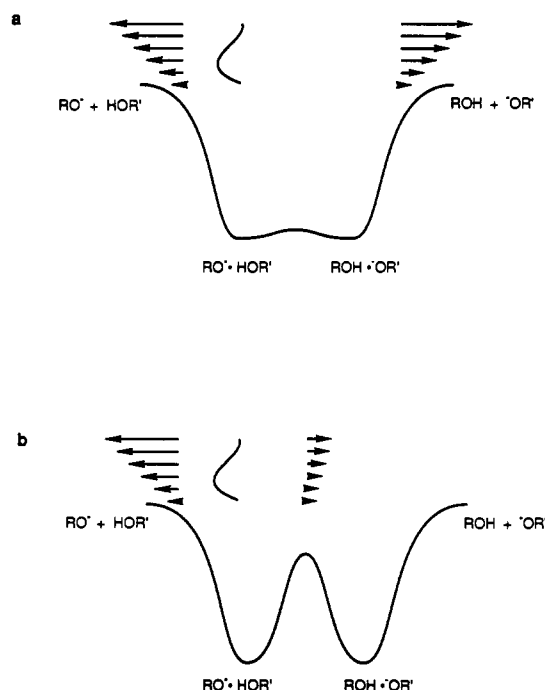 a
RO⁻ + HOR'
ROH + ⁻OR'
RO⁻• HOR'
ROH •⁻OR'
b
RO⁻ + HOR'
ROH + ⁻OR'
RO⁻• HOR'
ROH •⁻OR'